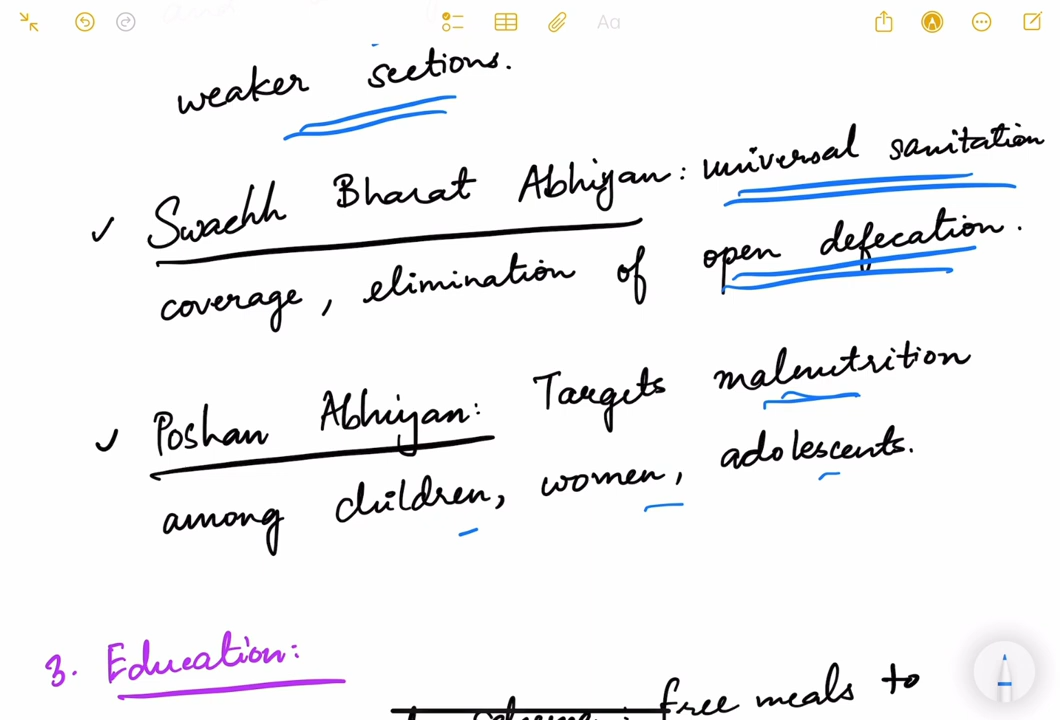 weaker sections.
✓ Swachh Bharat Abhiyan: universal sanitation
coverage, elimination of open defecation.
✓ Poshan Abhiyan: Targets malnutrition
among children, women, adolescents.
3. Education:
free meals to